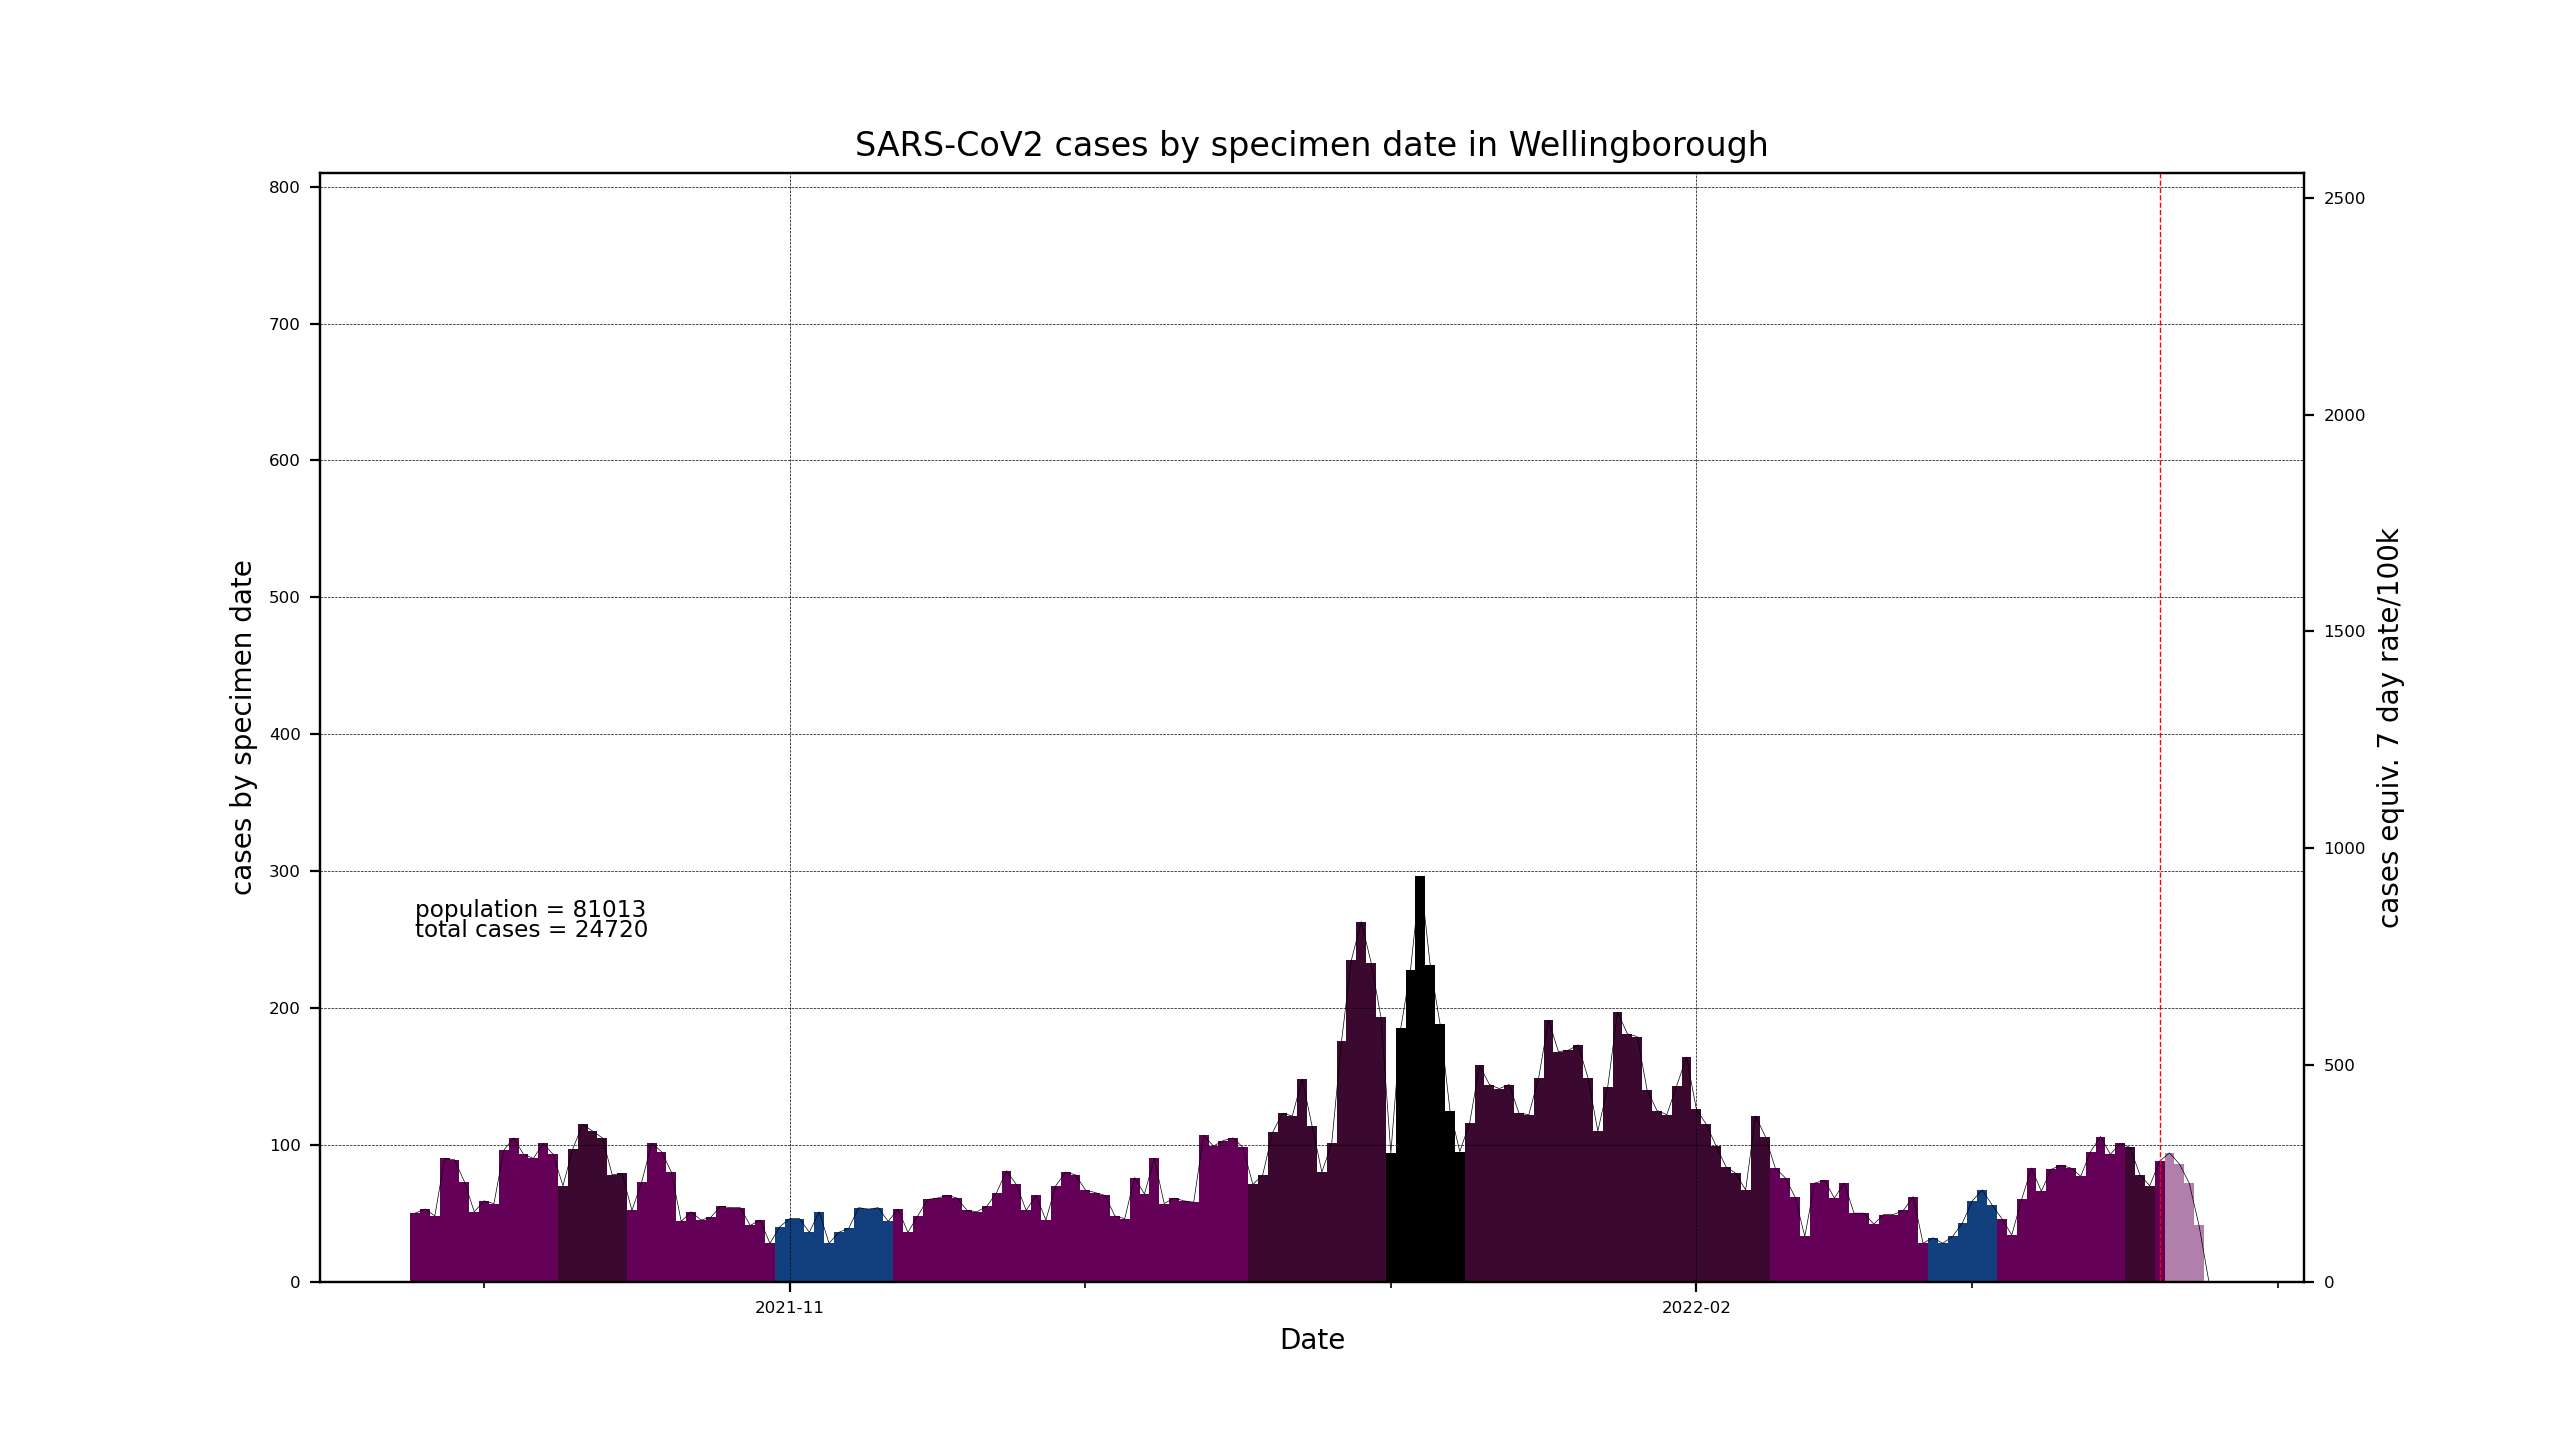 SARS-CoV2 cases by specimen date in Wellingborough
800
700
600
500
400
300
200
100
0
cases by specimen date
population = 81013
total cases = 24720
2500
2000
1500
1000
500
0
cases equiv. 7 day rate/100k
2021-11
2022-02
Date